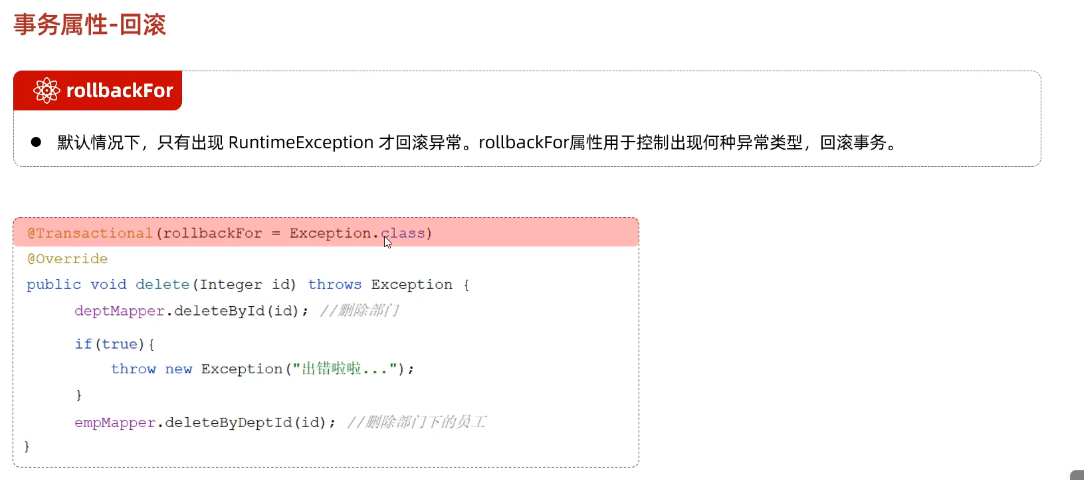 事务属性-回滚
rollbackFor
● 默认情况下，只有出现 RuntimeException 才回滚异常。rollbackFor属性用于控制出现何种异常类型，回滚事务。
@Transactional(rollbackFor = Exception.class)
@Override
public void delete(Integer id) throws Exception {
deptMapper.deleteById(id); //删除部门
if(true){
throw new Exception("出错啦啦...");
}
empMapper.deleteByDeptId(id); //删除部门下的员工
}